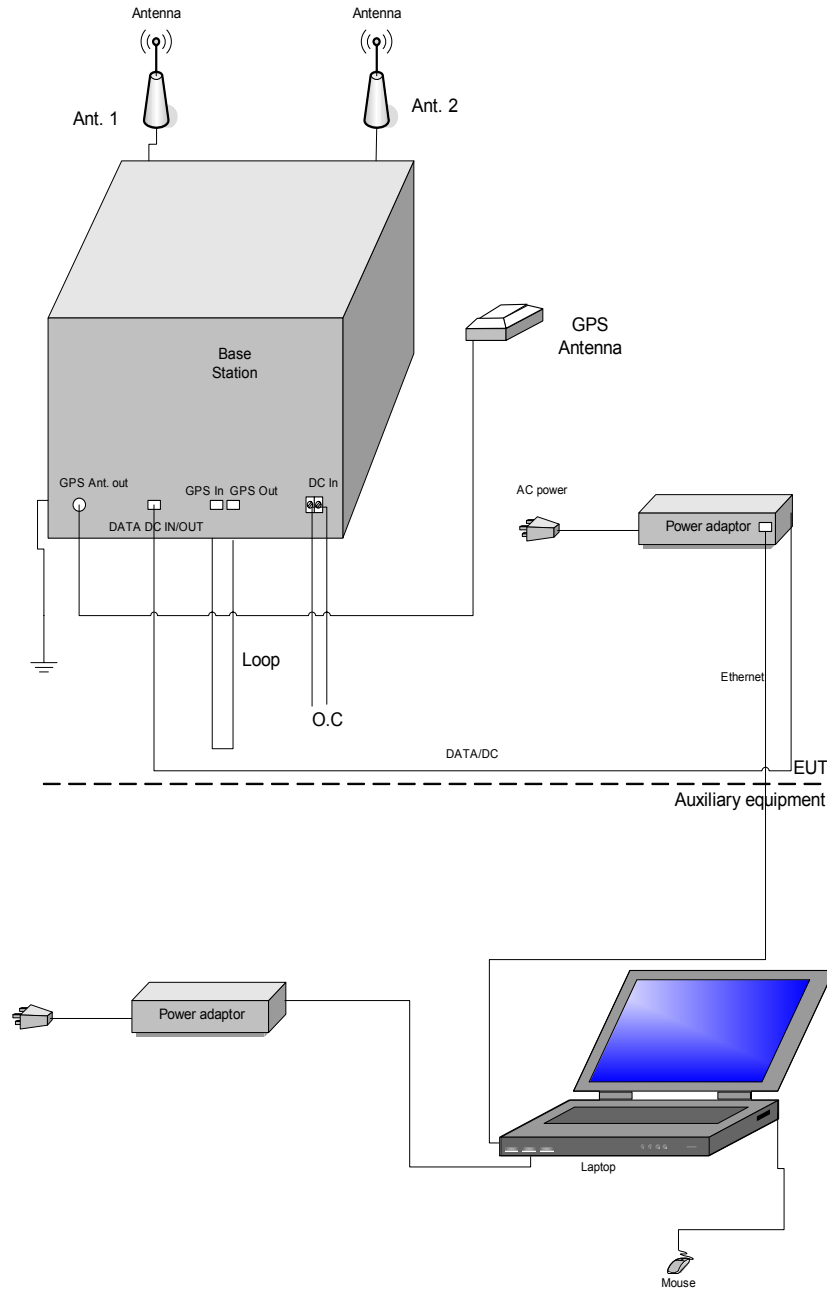 Antenna
Antenna
Ant. 1
Ant. 2
GPS
Antenna
Base
Station
GPS Ant. out
GPS In GPS Out
DC In
DATA DC IN/OUT
AC power
Power adaptor
Loop
Ethernet
O.C
DATA/DC
EUT
Auxiliary equipment
Power adaptor
Laptop
Mouse